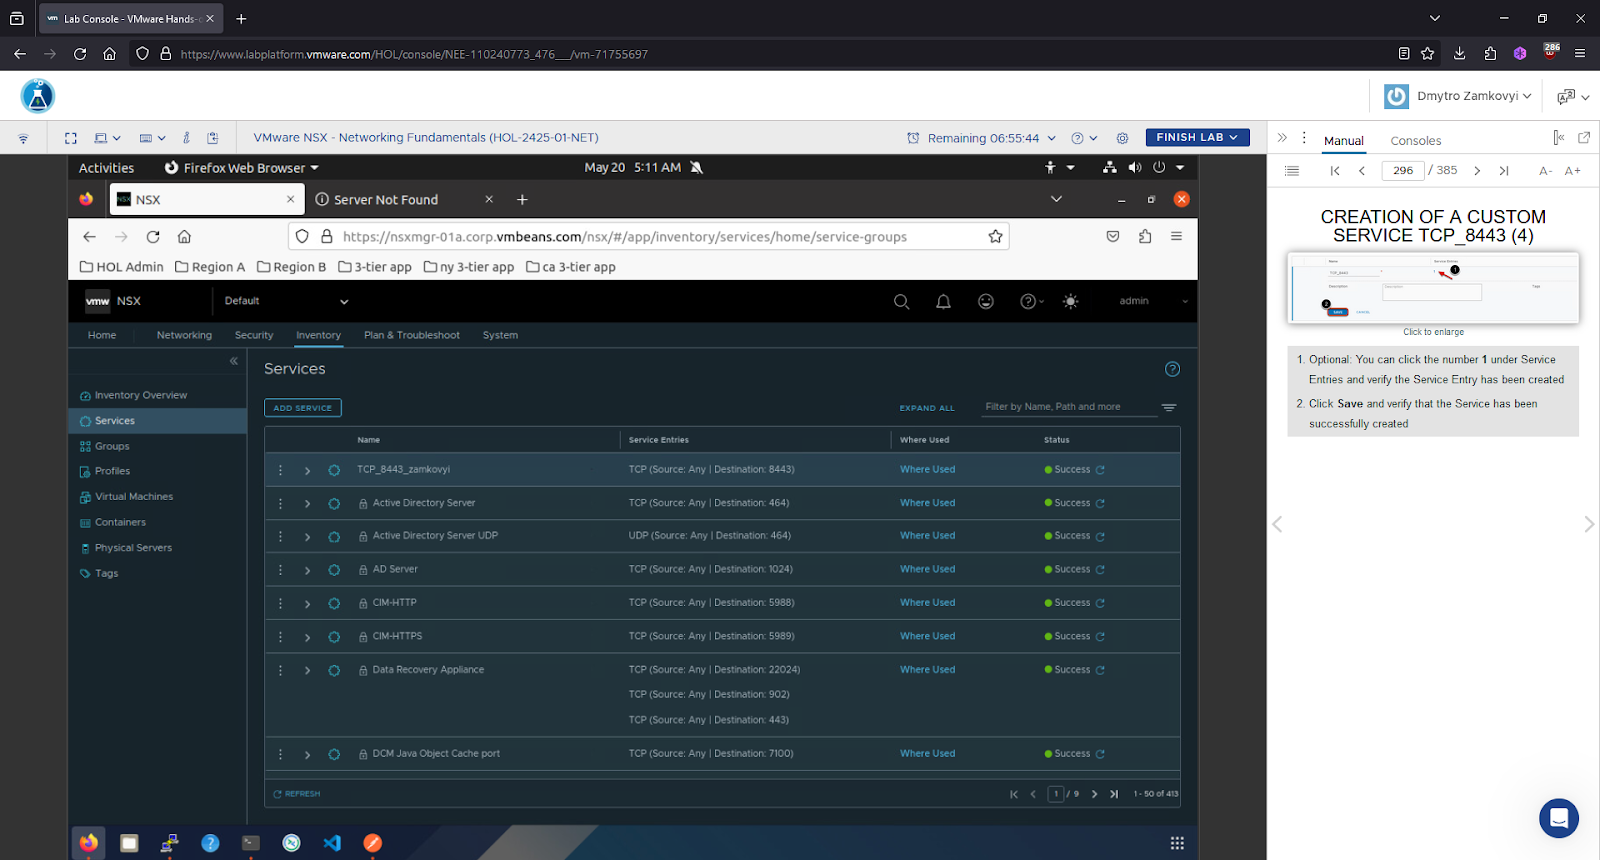 Lab Console - VMware Hands-o
https://www.labplatform.vmware.com/HOL/console/NEE-110240773_476___/vm-71755697
286
Dmytro Zamkovyi
VMware NSX - Networking Fundamentals (HOL-2425-01-NET)
Remaining 06:55:44
FINISH LAB
Manual
Consoles
Activities
Firefox Web Browser
May 20 5:11 AM
296 / 385
A-
A+
NSX
Server Not Found
https://nsxmgr-01a.corp.vmbeans.com/nsx/#/app/inventory/services/home/service-groups
HOL Admin
Region A
Region B
3-tier app
ny 3-tier app
ca 3-tier app
vmw NSX
Default
admin
Home
Networking
Security
Inventory
Plan & Troubleshoot
System
Inventory Overview
Services
Groups
Profiles
Virtual Machines
Containers
Physical Servers
Tags
Services
ADD SERVICE
EXPAND ALL
Filter by Name, Path and more
Name Service Entries Where Used Status
TCP_8443_zamkovyi TCP (Source: Any | Destination: 8443) Where Used Success
Active Directory Server TCP (Source: Any | Destination: 464) Where Used Success
Active Directory Server UDP UDP (Source: Any | Destination: 464) Where Used Success
AD Server TCP (Source: Any | Destination: 1024) Where Used Success
CIM-HTTP TCP (Source: Any | Destination: 5988) Where Used Success
CIM-HTTPS TCP (Source: Any | Destination: 5989) Where Used Success
Data Recovery Appliance TCP (Source: Any | Destination: 22024) Where Used Success
TCP (Source: Any | Destination: 902)
TCP (Source: Any | Destination: 443)
DCM Java Object Cache port TCP (Source: Any | Destination: 7100) Where Used Success
REFRESH
1 / 9
1 - 50 of 413
CREATION OF A CUSTOM
SERVICE TCP_8443 (4)
Name
Service Entries
TCP_8443
1
Description
Tags
2
SAVE
Click to enlarge
1. Optional: You can click the number 1 under Service
Entries and verify the Service Entry has been created
2. Click Save and verify that the Service has been
successfully created